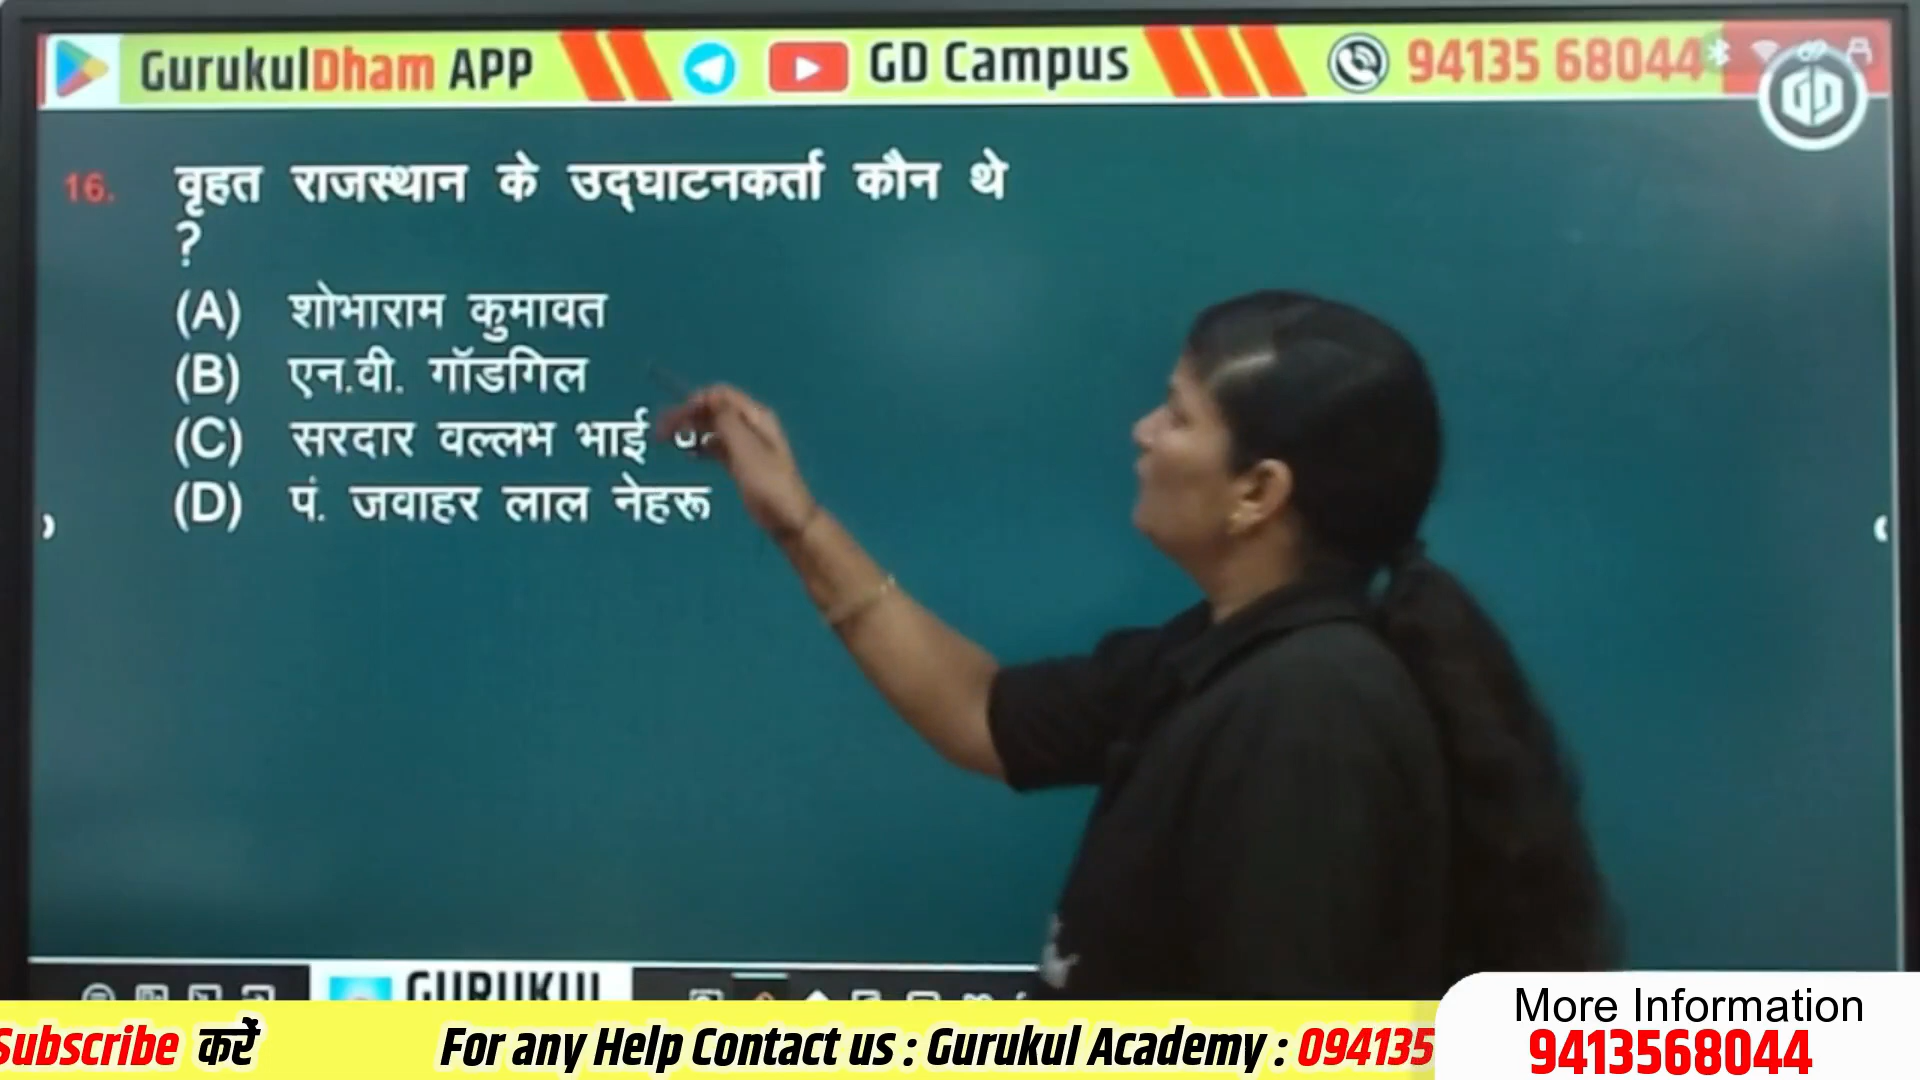 GurukulDham APP GD Campus 94135 68044
16. वृहत राजस्थान के उद्घाटनकर्ता कौन थे
?
(A) शोभाराम कुमावत
(B) एन.वी. गॉडगिल
(C) सरदार वल्लभ भाई
(D) पं. जवाहर लाल नेहरू
GURUKUL
Subscribe करें For any Help Contact us : Gurukul Academy : 094135
More Information
9413568044